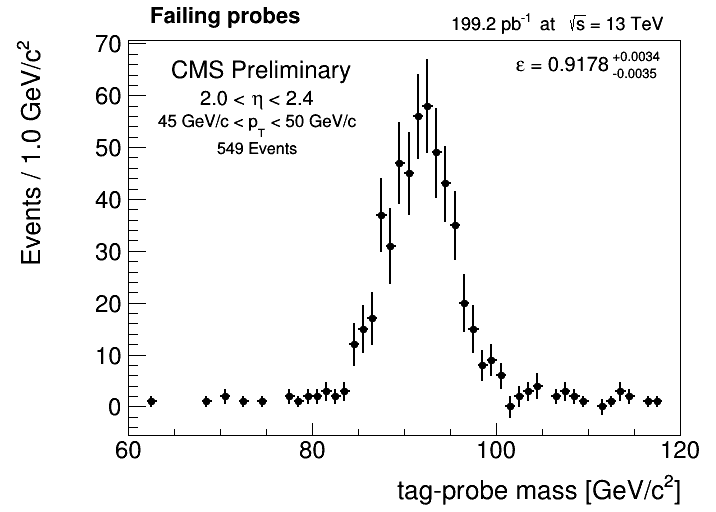 Failing probes
199.2 pb⁻¹ at √s = 13 TeV
CMS Preliminary
2.0 < η < 2.4
45 GeV/c < p_T < 50 GeV/c
549 Events
ε = 0.9178 +0.0034 -0.0035
Events / 1.0 GeV/c²
70
60
50
40
30
20
10
0
60 80 100 120
tag-probe mass [GeV/c²]